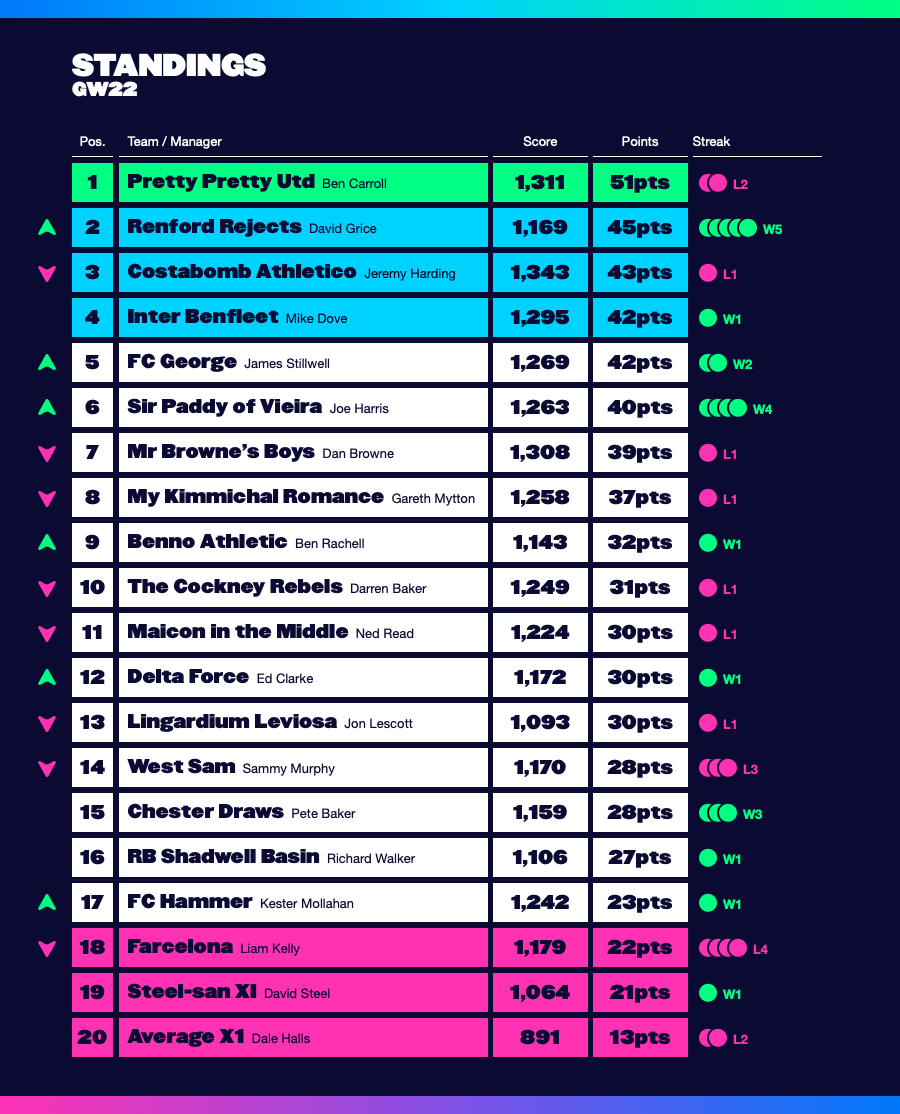 STANDINGS
GW22
Pos. Team / Manager Score Points Streak
1 Pretty Pretty Utd Ben Carroll 1,311 51pts L2
2 Renford Rejects David Grice 1,169 45pts W5
3 Costabomb Athletico Jeremy Harding 1,343 43pts L1
4 Inter Benfleet Mike Dove 1,295 42pts W1
5 FC George James Stillwell 1,269 42pts W2
6 Sir Paddy of Vieira Joe Harris 1,263 40pts W4
7 Mr Browne’s Boys Dan Browne 1,308 39pts L1
8 My Kimmichal Romance Gareth Mytton 1,258 37pts L1
9 Benno Athletic Ben Rachell 1,143 32pts W1
10 The Cockney Rebels Darren Baker 1,249 31pts L1
11 Maicon in the Middle Ned Read 1,224 30pts L1
12 Delta Force Ed Clarke 1,172 30pts W1
13 Lingardium Leviosa Jon Lescott 1,093 30pts L1
14 West Sam Sammy Murphy 1,170 28pts L3
15 Chester Draws Pete Baker 1,159 28pts W3
16 RB Shadwell Basin Richard Walker 1,106 27pts W1
17 FC Hammer Kester Mollahan 1,242 23pts W1
18 Farcelona Liam Kelly 1,179 22pts L4
19 Steel-san XI David Steel 1,064 21pts W1
20 Average X1 Dale Halls 891 13pts L2